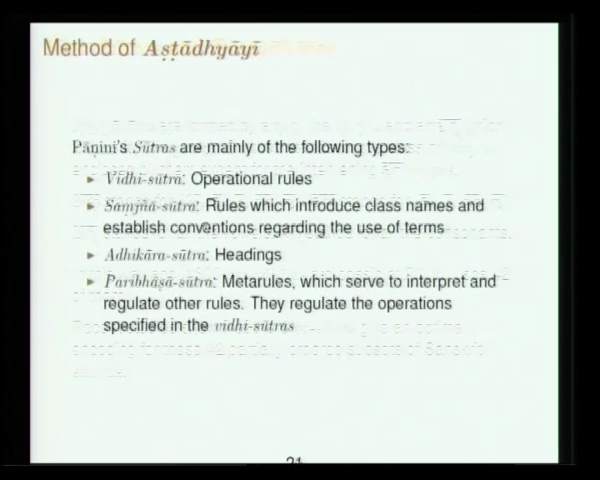 Method of Aṣṭādhyāyī
Pāṇini's Sūtras are mainly of the following types:
► Vidhi-sūtra: Operational rules
► Saṃjñā-sūtra: Rules which introduce class names and
establish conventions regarding the use of terms
► Adhikāra-sūtra: Headings
► Paribhāṣā-sūtra: Metarules, which serve to interpret and
regulate other rules. They regulate the operations
specified in the vidhi-sūtras